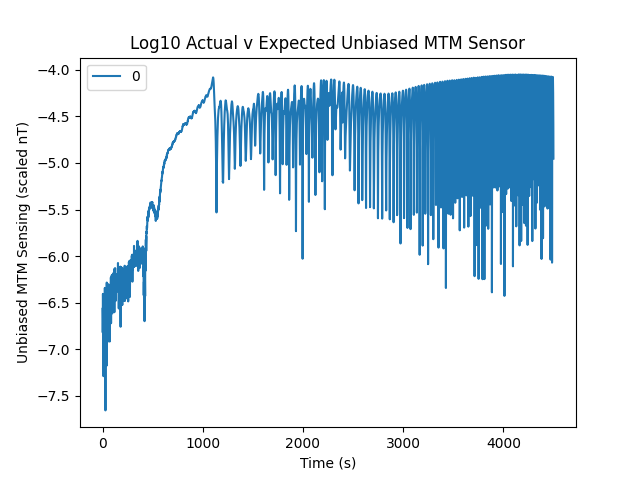 Log10 Actual v Expected Unbiased MTM Sensor
0
Unbiased MTM Sensing (scaled nT)
−4.0
−4.5
−5.0
−5.5
−6.0
−6.5
−7.0
−7.5
0 1000 2000 3000 4000
Time (s)